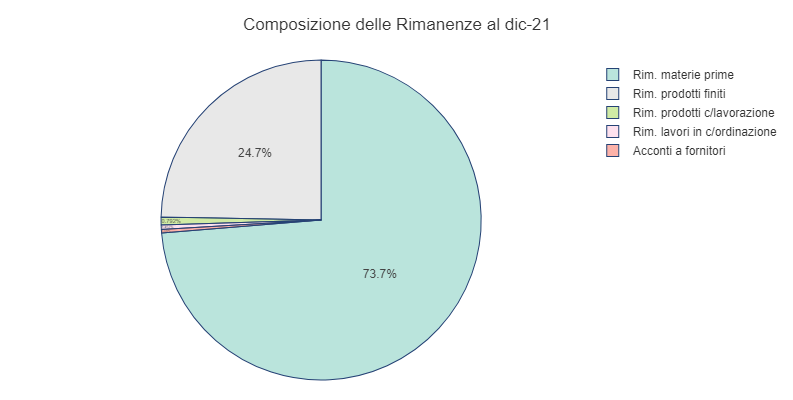 Composizione delle Rimanenze al dic-21
Rim. materie prime
Rim. prodotti finiti
Rim. prodotti c/lavorazione
Rim. lavori in c/ordinazione
Acconti a fornitori
24.7%
73.7%